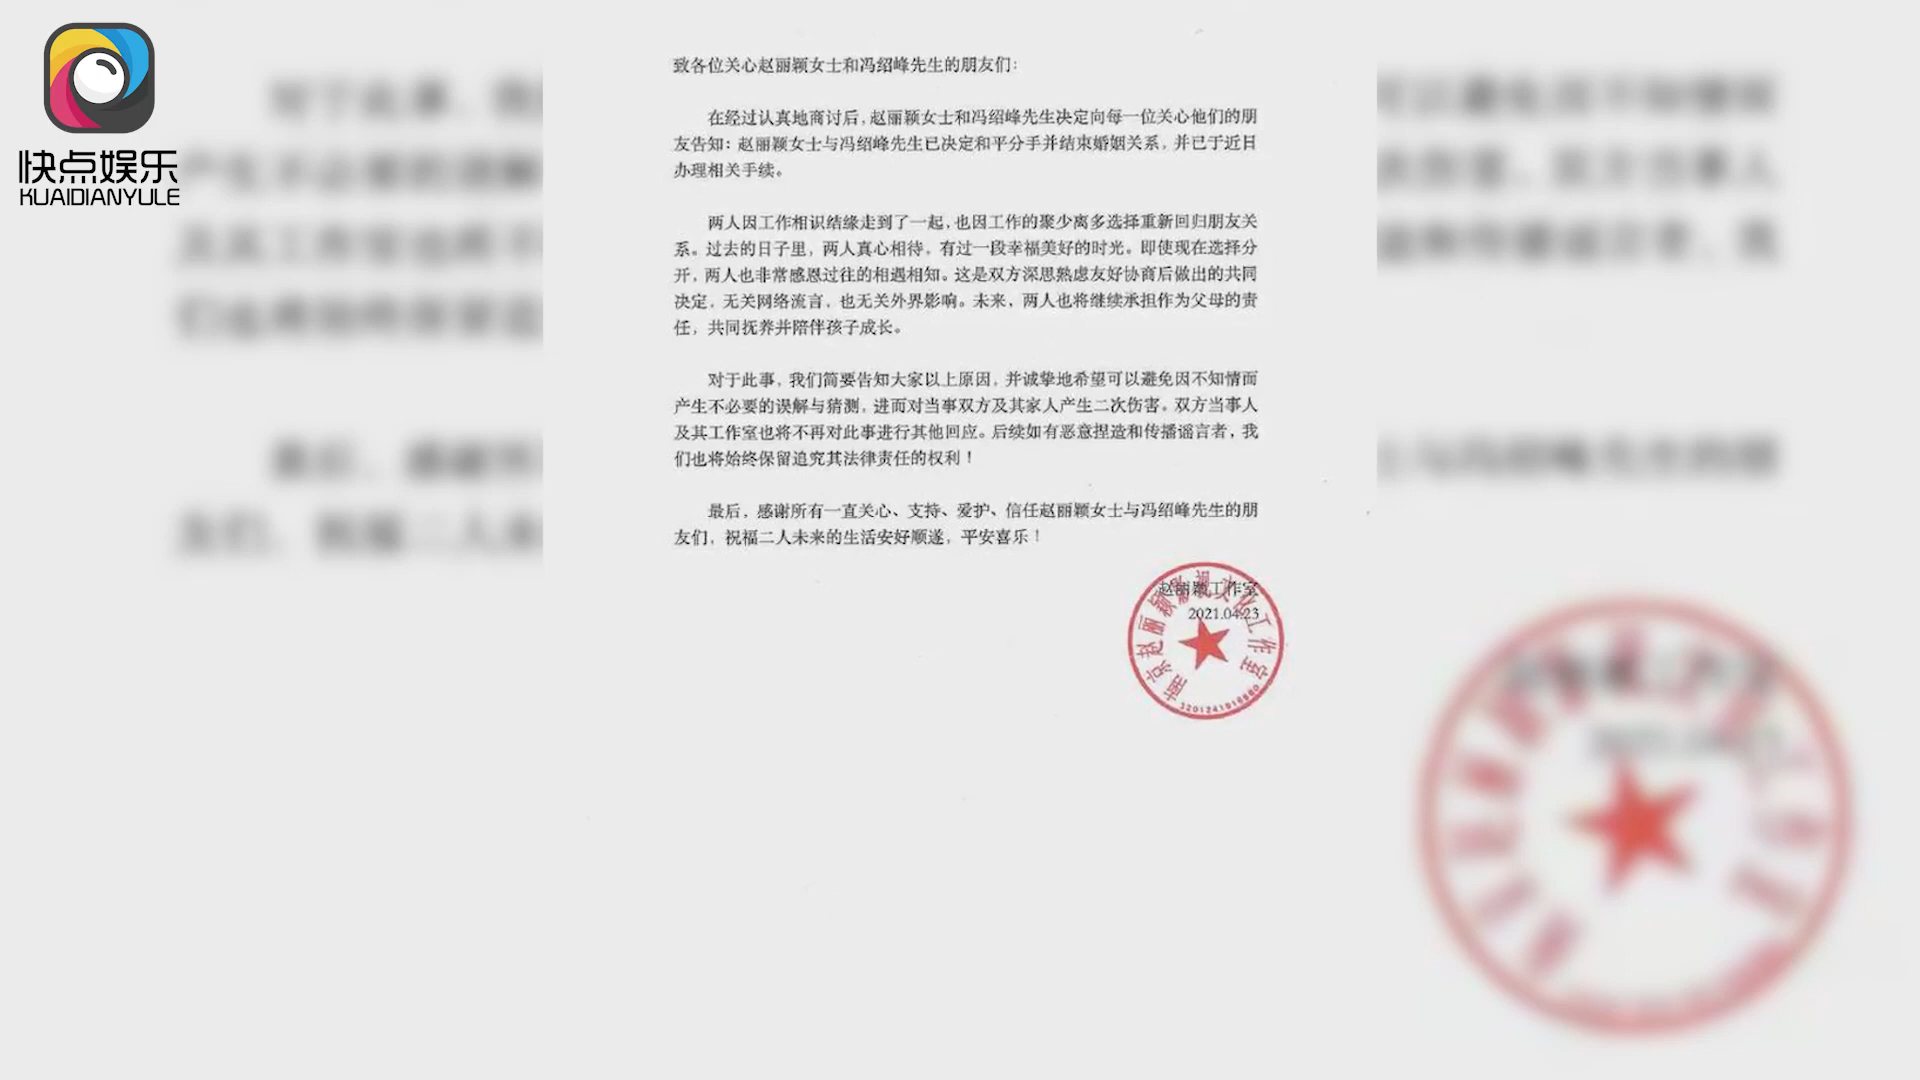 快点娱乐
KUAIDIANYULE
致各位关心赵丽颖女士和冯绍峰先生的朋友们：
在经过认真地商讨后，赵丽颖女士和冯绍峰先生决定向每一位关心他们的朋
友告知：赵丽颖女士与冯绍峰先生已决定和平分手并结束婚姻关系，并已于近日
办理相关手续。
两人因工作相识结缘走到了一起，也因工作的聚少离多选择重新回归朋友关
系。过去的日子里，两人真心相待，有过一段幸福美好的时光。即使现在选择分
开，两人也非常感恩过往的相遇相知。这是双方深思熟虑友好协商后做出的共同
决定，无关网络流言，也无关外界影响。未来，两人也将继续承担作为父母的责
任，共同抚养并陪伴孩子成长。
对于此事，我们简要告知大家以上原因，并诚挚地希望可以避免因不知情而
产生不必要的误解与猜测，进而对当事双方及其家人产生二次伤害。双方当事人
及其工作室也将不再对此事进行其他回应。后续如有恶意捏造和传播谣言者，我
们也将始终保留追究其法律责任的权利！
最后，感谢所有一直关心、支持、爱护、信任赵丽颖女士与冯绍峰先生的朋
友们，祝福二人未来的生活安好顺遂，平安喜乐！
赵丽颖工作室
2021.04.23
南京赵丽颖影视文化工作室